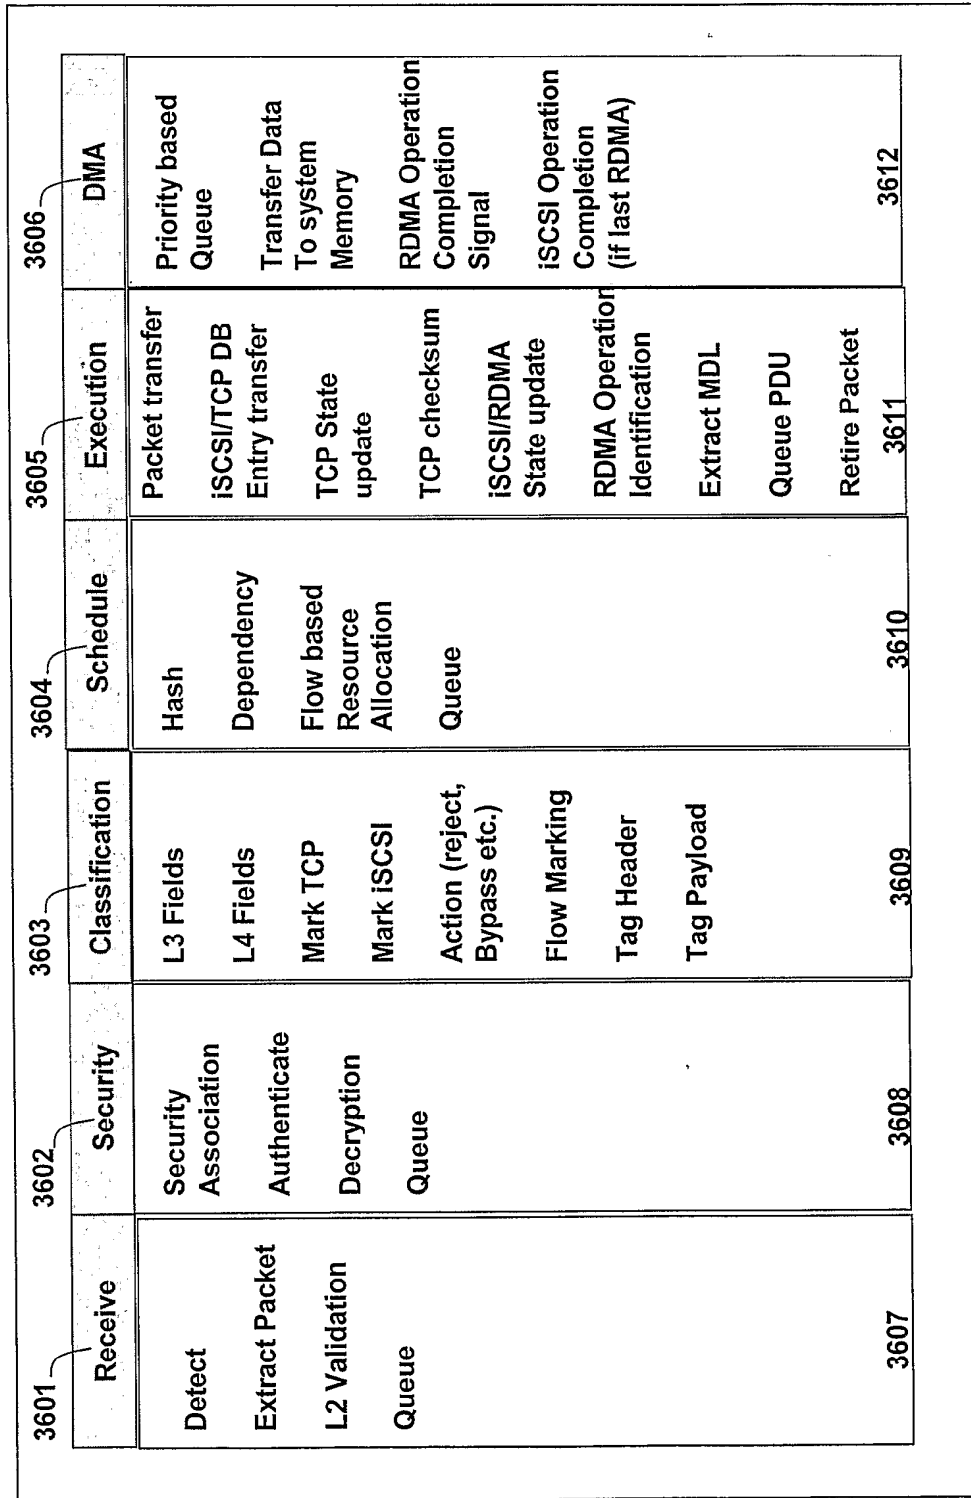 3601
Receive
Detect
Extract Packet
L2 Validation
Queue
3607
3602
Security
Security
Association
Authenticate
Decryption
Queue
3608
3603
Classification
L3 Fields
L4 Fields
Mark TCP
Mark iSCSI
Action (reject,
Bypass etc.)
Flow Marking
Tag Header
Tag Payload
3609
3604
Schedule
Hash
Dependency
Flow based
Resource
Allocation
Queue
3610
3605
Execution
Packet transfer
iSCSI/TCP DB
Entry transfer
TCP State
update
TCP checksum
iSCSI/RDMA
State update
RDMA Operation
Identification
Extract MDL
Queue PDU
Retire Packet
3611
3606
DMA
Priority based
Queue
Transfer Data
To system
Memory
RDMA Operation
Completion
Signal
iSCSI Operation
Completion
(if last RDMA)
3612